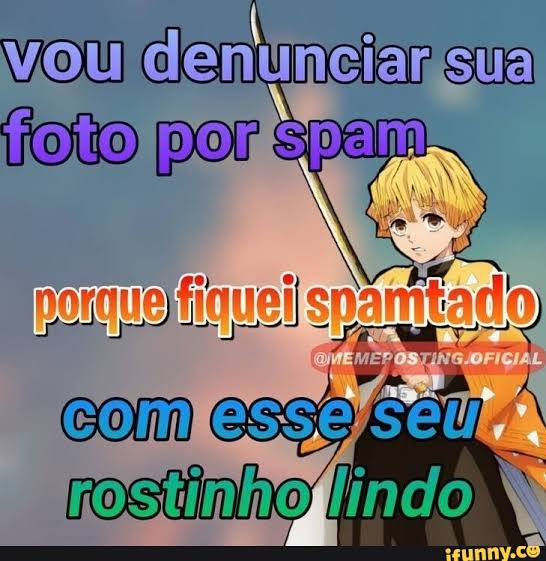 vou denunciar sua
foto por spam
porque fiquei spamtado
@MEMEPOSTING.OFICIAL
com esse seu
rostinho lindo
ifunny.co